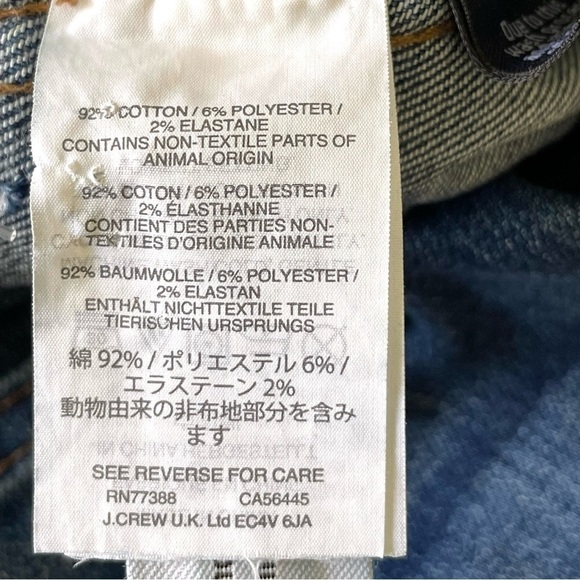 92% COTTON / 6% POLYESTER /
2% ELASTANE
CONTAINS NON-TEXTILE PARTS OF
ANIMAL ORIGIN
92% COTON / 6% POLYESTER /
2% ÉLASTHANNE
CONTIENT DES PARTIES NON-
TEXTILES D'ORIGINE ANIMALE
92% BAUMWOLLE / 6% POLYESTER /
2% ELASTAN
ENTHÄLT NICHTTEXTILE TEILE
TIERISCHEN URSPRUNGS
綿 92% / ポリエステル 6% /
エラステーン 2%
動物由来の非布地部分を含み
ます
SEE REVERSE FOR CARE
RN77388 CA56445
J.CREW U.K. Ltd EC4V 6JA